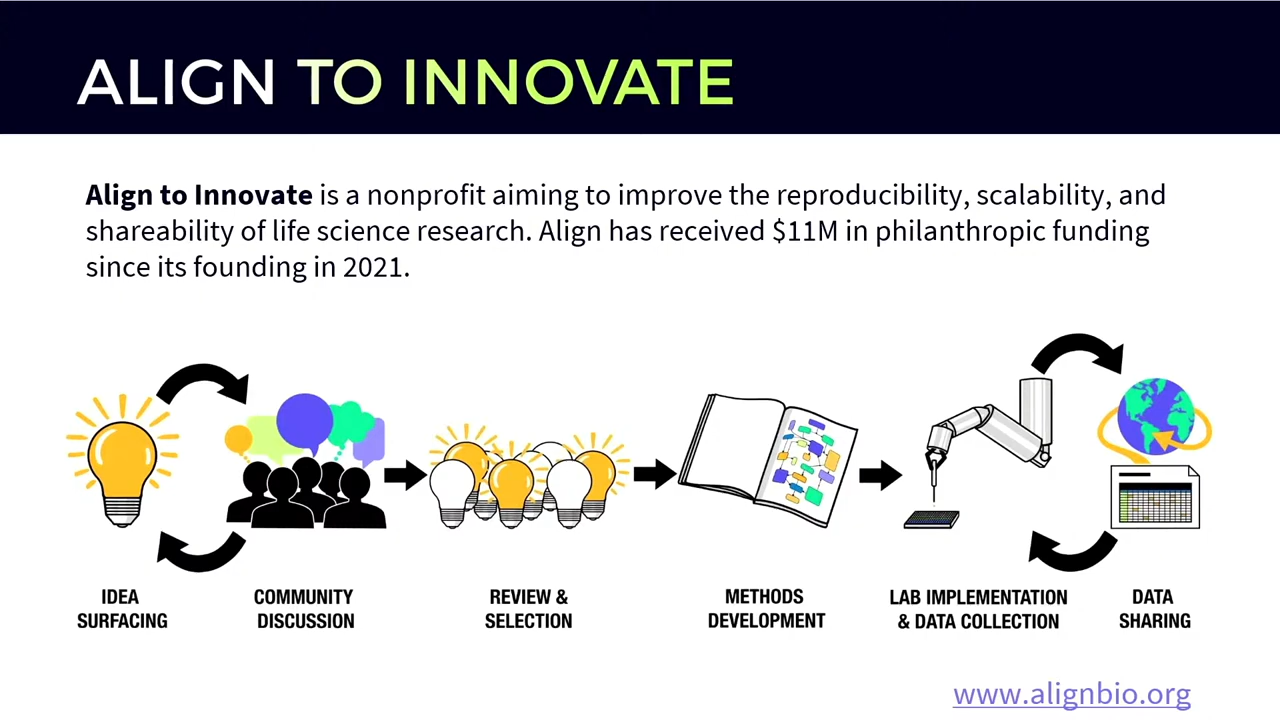 ALIGN TO INNOVATE
Align to Innovate is a nonprofit aiming to improve the reproducibility, scalability, and
shareability of life science research. Align has received $11M in philanthropic funding
since its founding in 2021.
IDEA
SURFACING
COMMUNITY
DISCUSSION
REVIEW &
SELECTION
METHODS
DEVELOPMENT
LAB IMPLEMENTATION
& DATA COLLECTION
DATA
SHARING
www.alignbio.org